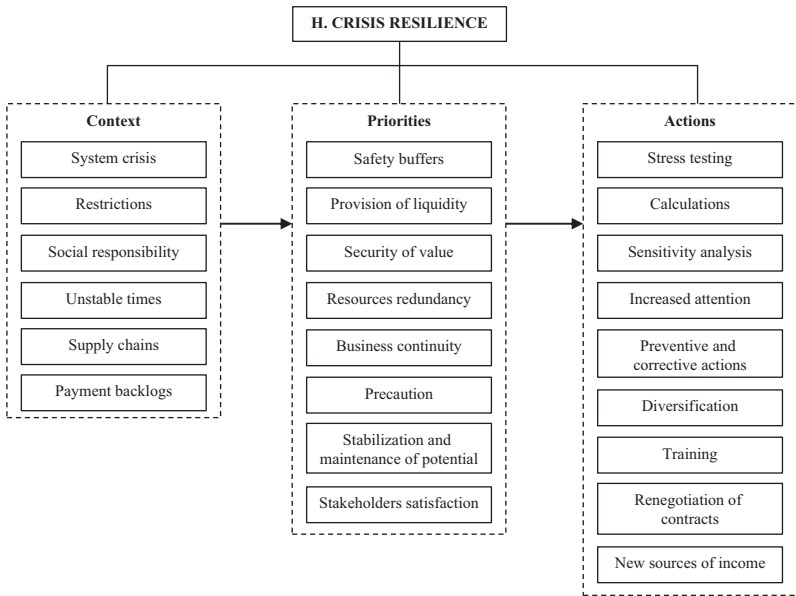 H. CRISIS RESILIENCE
Context
System crisis
Restrictions
Social responsibility
Unstable times
Supply chains
Payment backlogs
Priorities
Safety buffers
Provision of liquidity
Security of value
Resources redundancy
Business continuity
Precaution
Stabilization and
maintenance of potential
Stakeholders satisfaction
Actions
Stress testing
Calculations
Sensitivity analysis
Increased attention
Preventive and
corrective actions
Diversification
Training
Renegotiation of
contracts
New sources of income